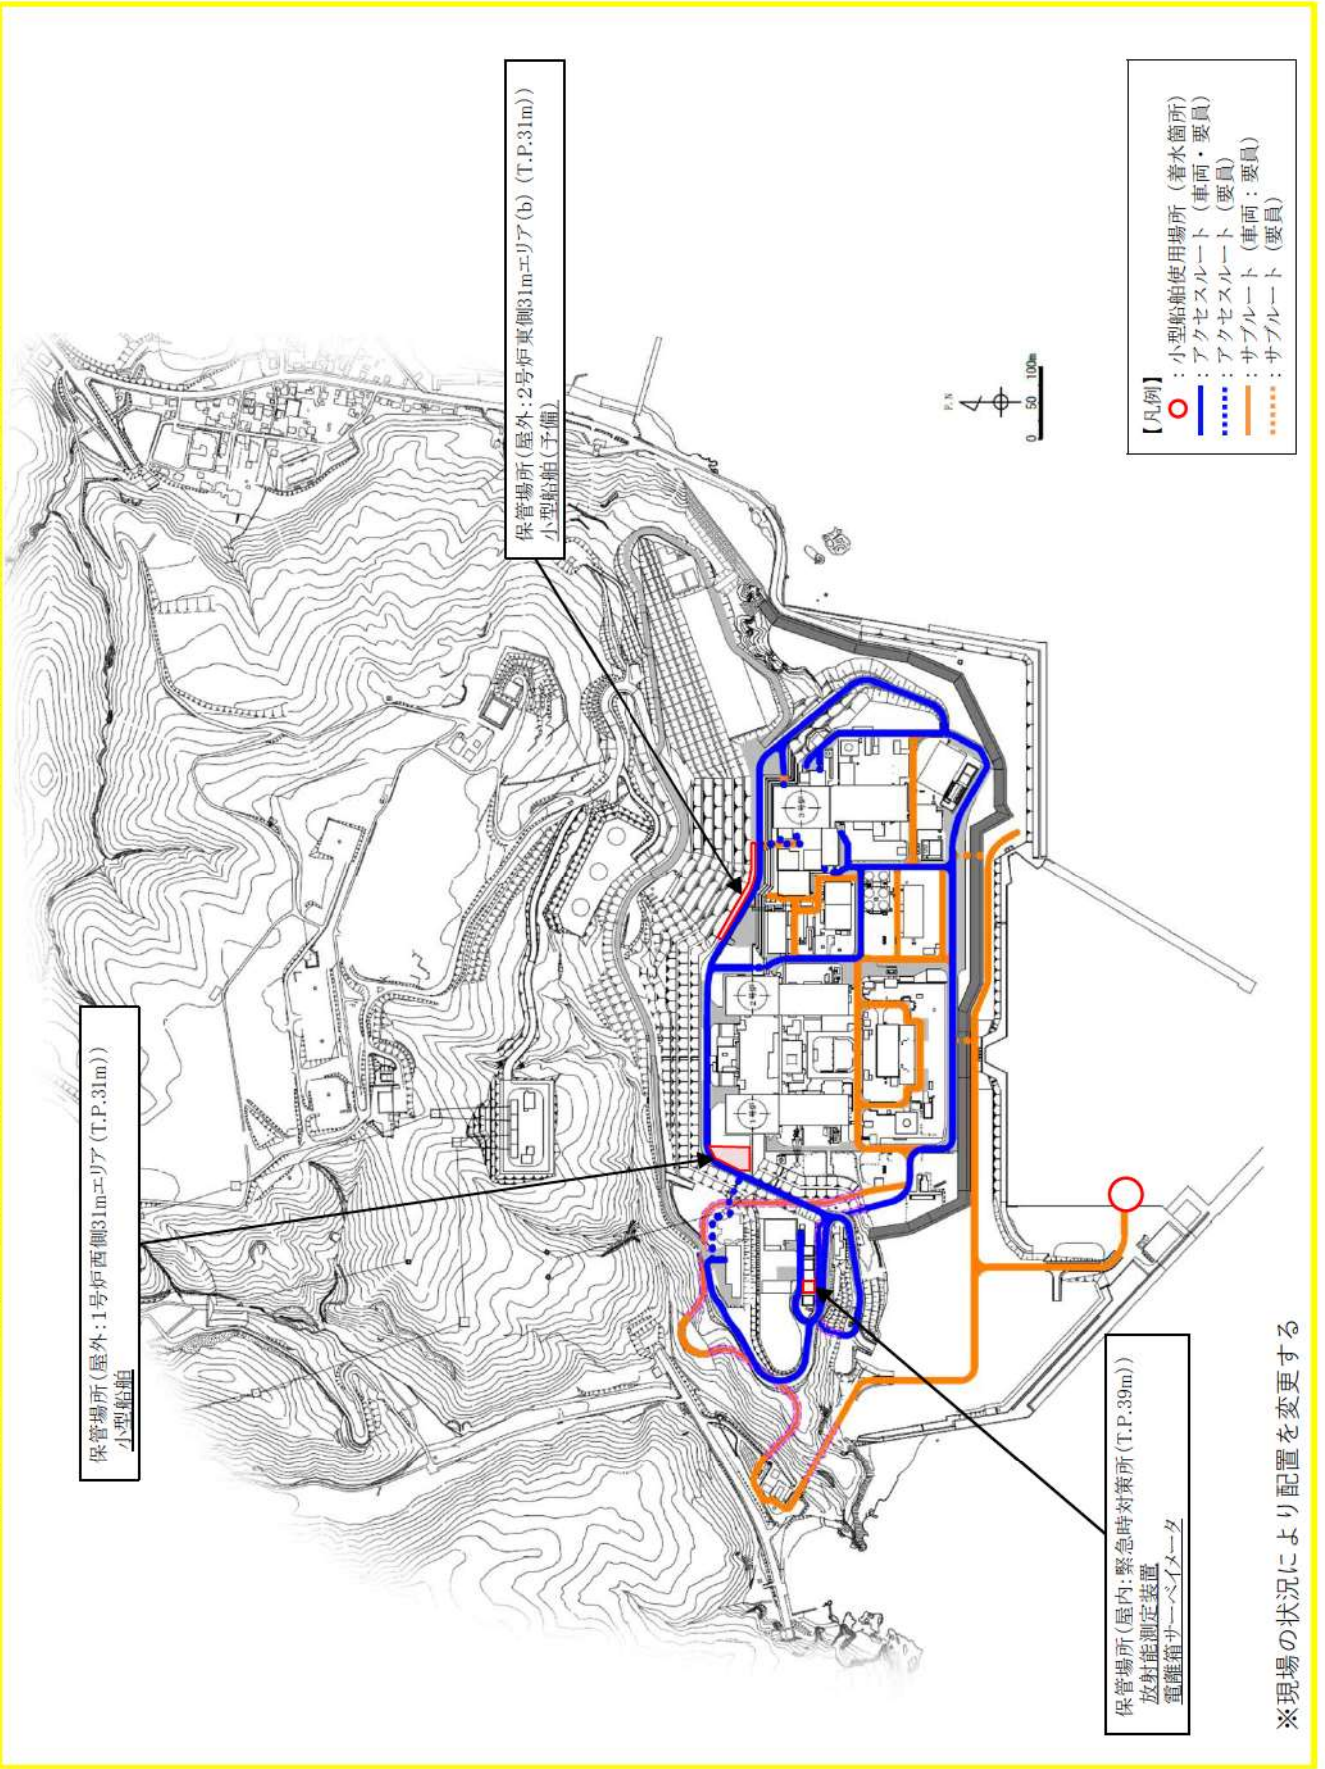 保管場所(屋外:1号炉西側31mエリア(T.P.31m))
小型船舶
保管場所(屋外:2号炉東側31mエリア(b)(T.P.31m))
小型船舶(予備)
保管場所(屋内:緊急時対策所(T.P.39m))
放射能測定装置
電離箱サーベイメータ
1号炉
2号炉
3号炉
P.N
0 50 100m
【凡例】
:小型船舶使用場所(着水箇所)
:アクセスルート(車両・要員)
:アクセスルート(要員)
:サブルート(車両:要員)
:サブルート(要員)
※現場の状況により配置を変更する